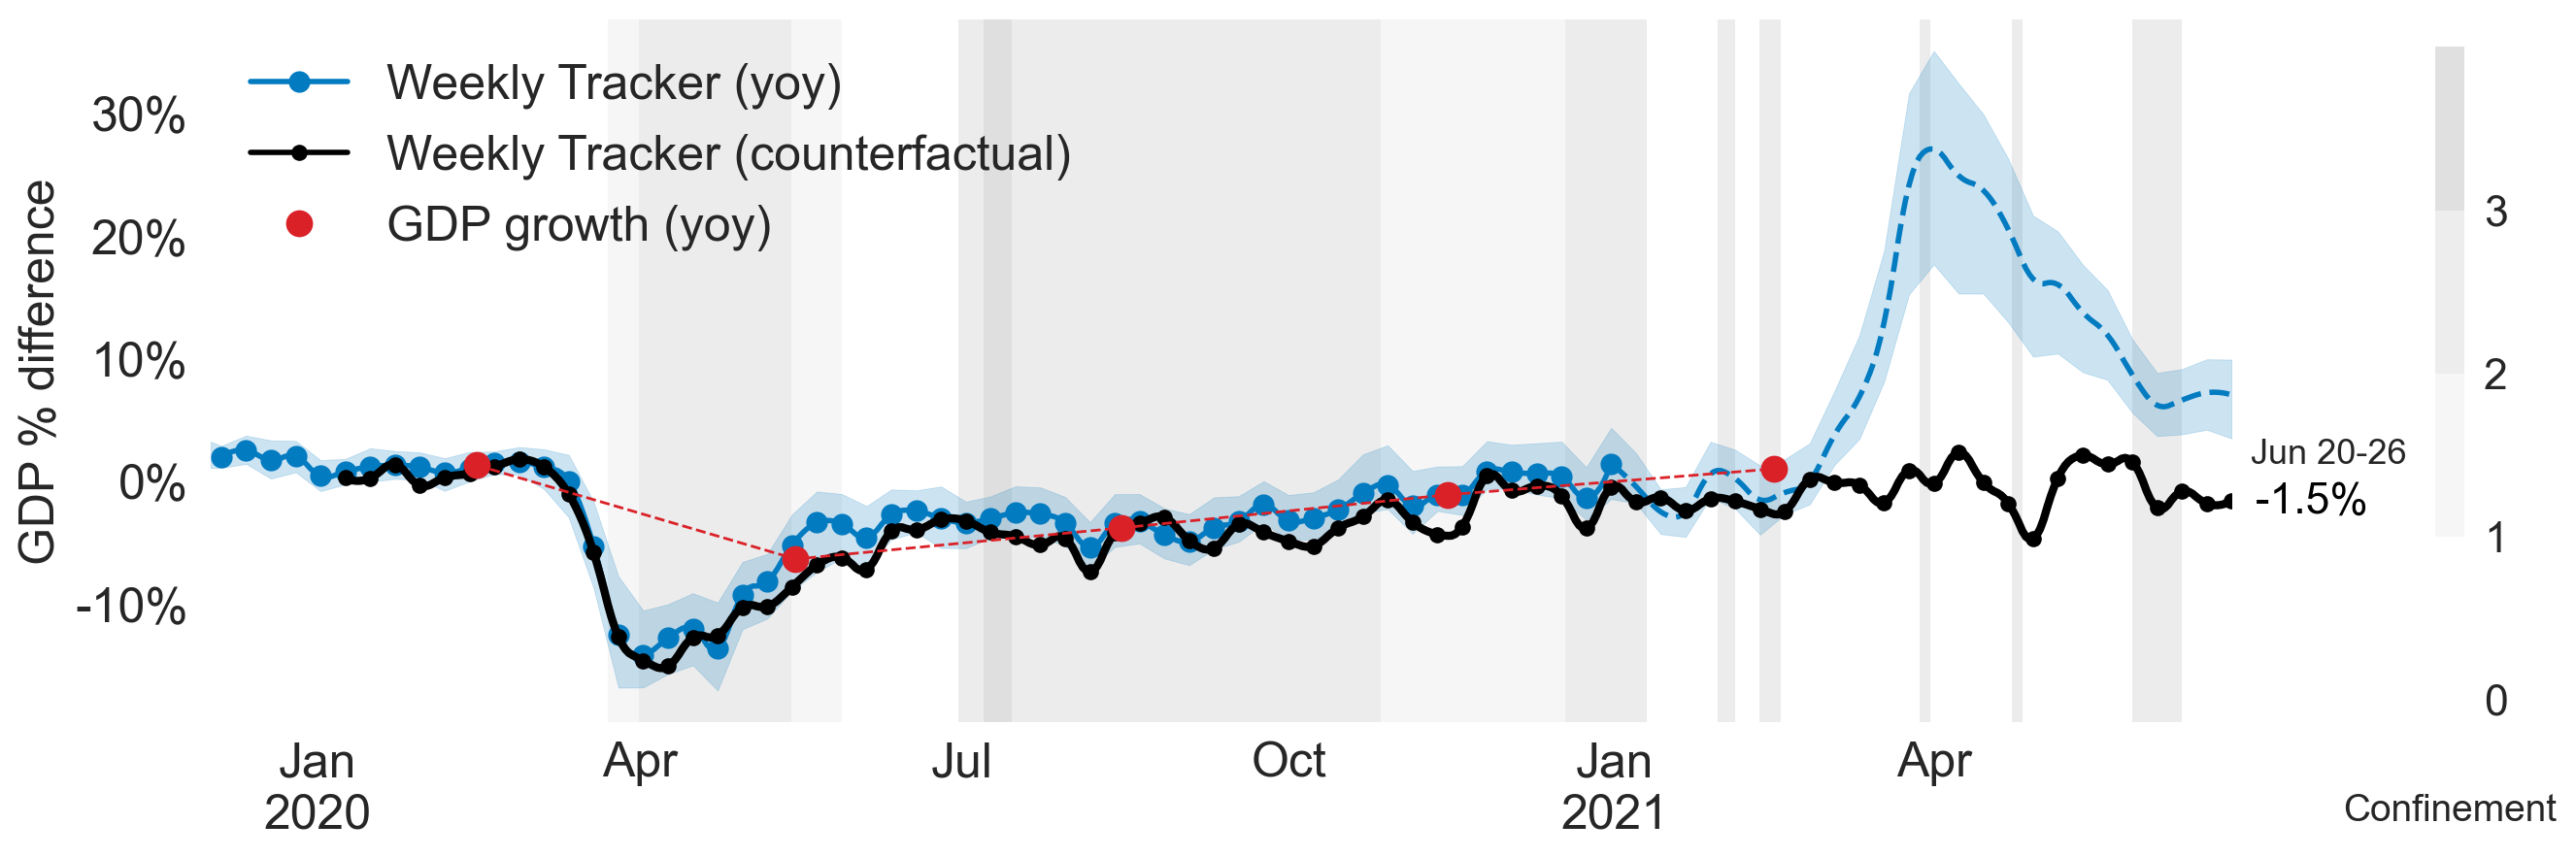 Weekly Tracker (yoy)
Weekly Tracker (counterfactual)
GDP growth (yoy)
GDP % difference
30%
20%
10%
0%
-10%
Jan
2020
Apr
Jul
Oct
Jan
2021
Apr
Jun 20-26
-1.5%
3
2
1
0
Confinement